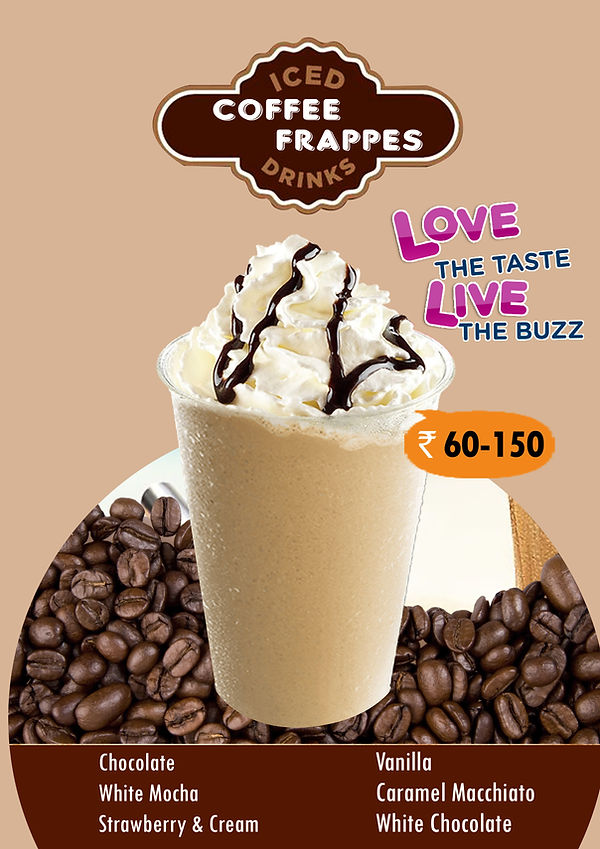 ICED
COFFEE
FRAPPES
DRINKS
LOVE
THE TASTE
LIVE
THE BUZZ
₹ 60-150
Chocolate
White Mocha
Strawberry & Cream
Vanilla
Caramel Macchiato
White Chocolate